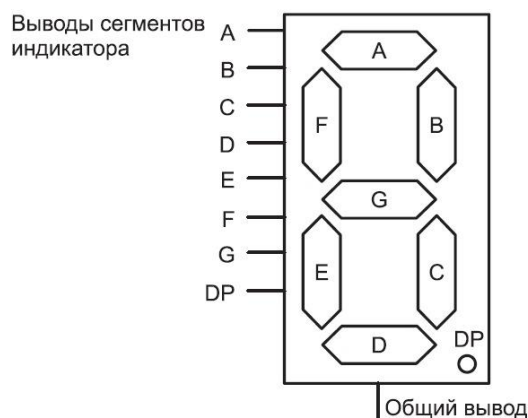 Выводы сегментов
индикатора
A
B
C
D
E
F
G
DP
A
F
B
G
E
C
D
DP
Общий вывод